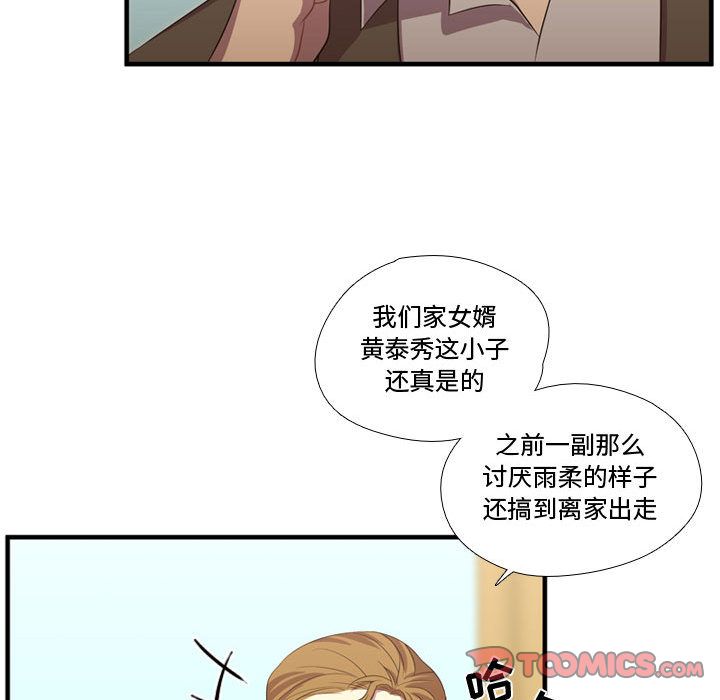 我们家女婿
黄泰秀这小子
还真是的
之前一副那么
讨厌雨柔的样子
还搞到离家出走
哈
TOOMICS.COM